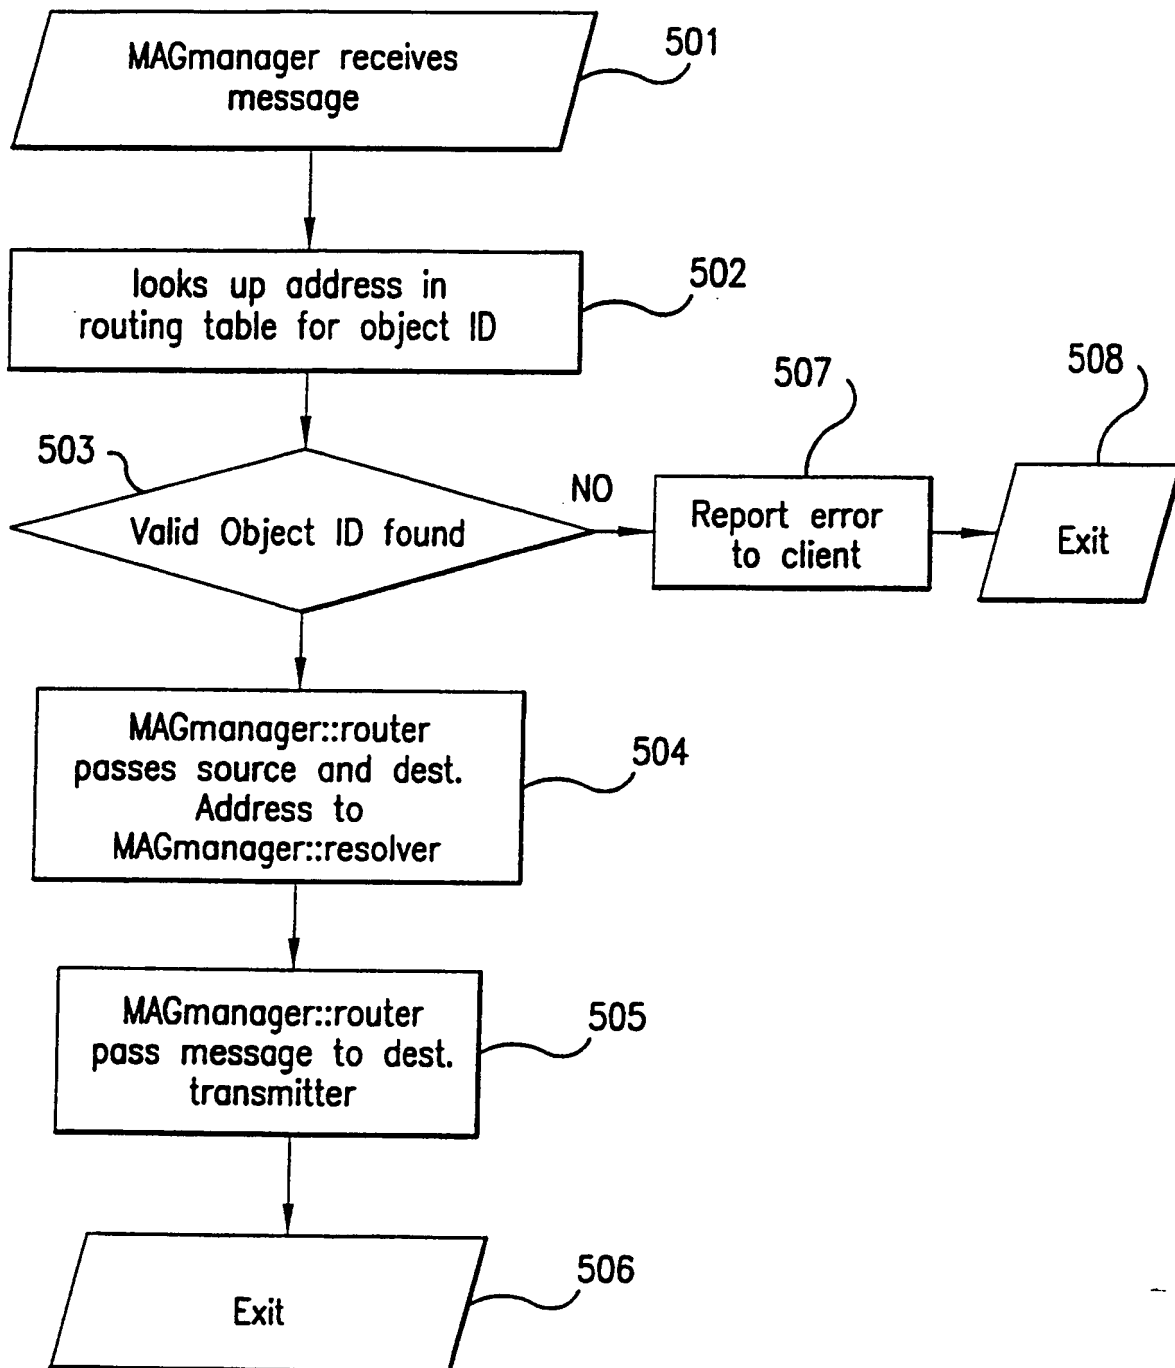 MAGmanager receives
message
501
looks up address in
routing table for object ID
502
503
Valid Object ID found
NO
507
Report error
to client
508
Exit
MAGmanager::router
passes source and dest.
Address to
MAGmanager::resolver
504
MAGmanager::router
pass message to dest.
transmitter
505
Exit
506